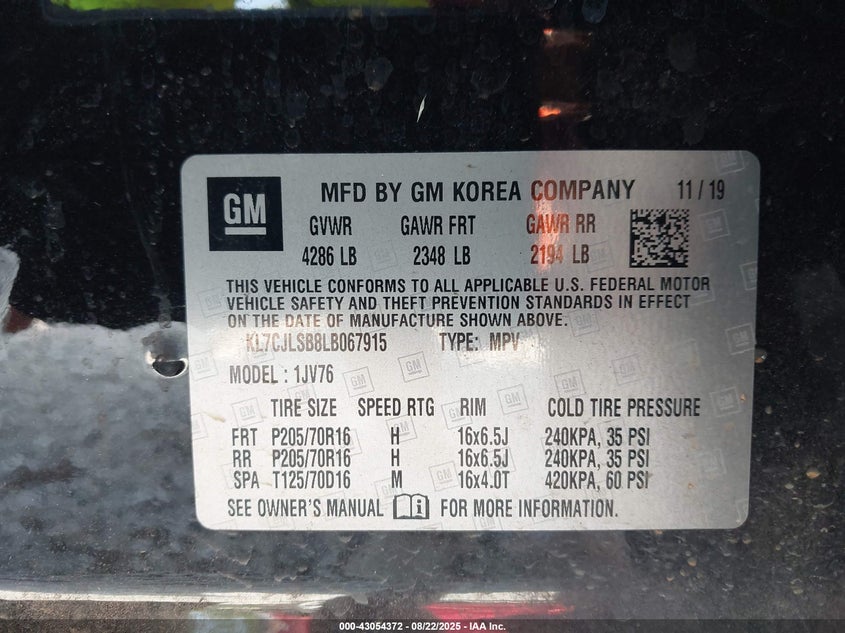 GM MFD BY GM KOREA COMPANY 11 / 19
GVWR GAWR FRT GAWR RR
4286 LB 2348 LB 2194 LB
THIS VEHICLE CONFORMS TO ALL APPLICABLE U.S. FEDERAL MOTOR
VEHICLE SAFETY AND THEFT PREVENTION STANDARDS IN EFFECT
ON THE DATE OF MANUFACTURE SHOWN ABOVE.
KL7CJLSB8LB067915 TYPE: MPV
MODEL : 1JV76
TIRE SIZE SPEED RTG RIM COLD TIRE PRESSURE
FRT P205/70R16 H 16x6.5J 240KPA, 35 PSI
RR P205/70R16 H 16x6.5J 240KPA, 35 PSI
SPA T125/70D16 M 16x4.0T 420KPA, 60 PSI
SEE OWNER'S MANUAL i FOR MORE INFORMATION.
000-43054372 - 08/22/2025 - IAA Inc.